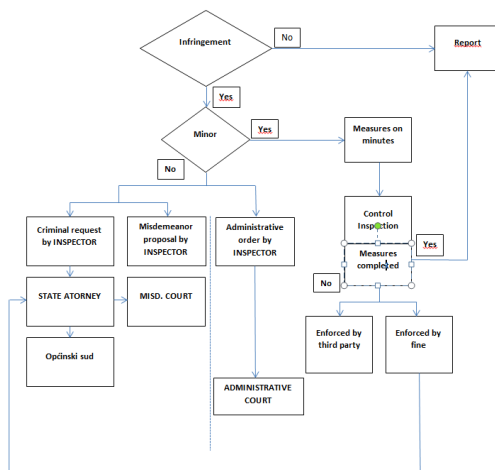 Infringement
No
Report
Yes
Minor
Yes
Measures on
minutes
No
Criminal request
by INSPECTOR
Misdemeanor
proposal by
INSPECTOR
Administrative
order by
INSPECTOR
Control
Inspection
Yes
Measures
completed
No
STATE ATORNEY
MISD. COURT
Enforced by
third party
Enforced by
fine
Općinski sud
ADMINISTRATIVE
COURT